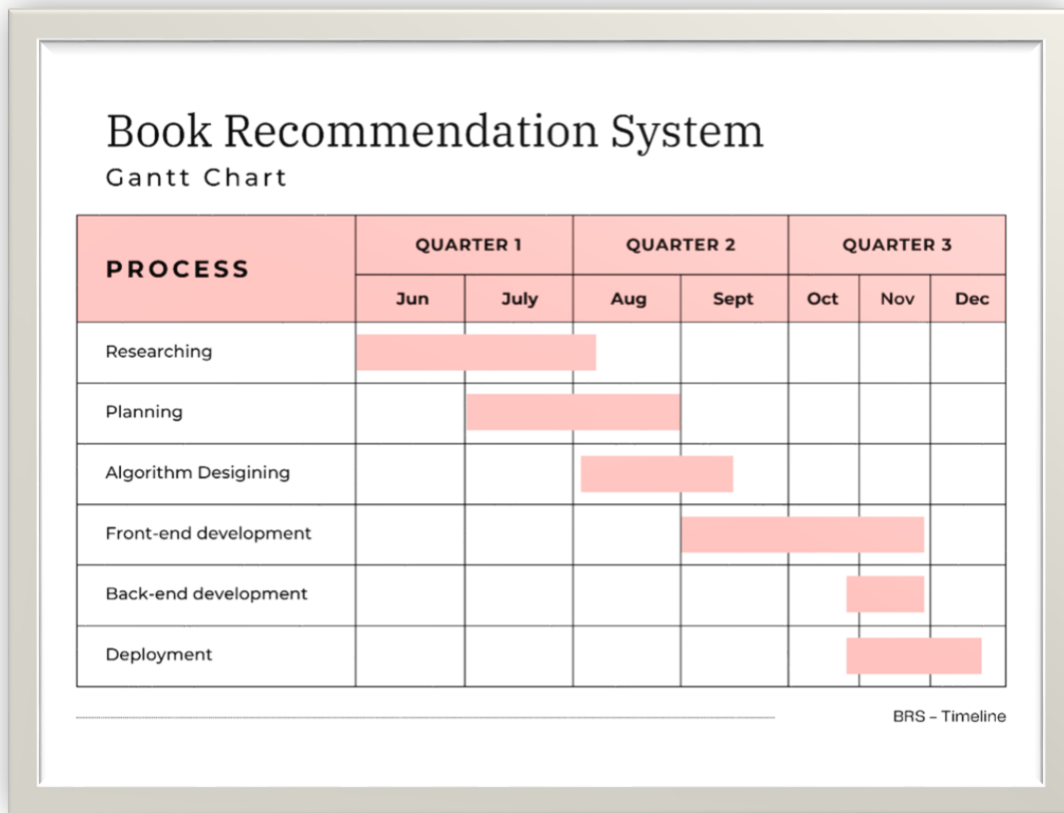 Book Recommendation System
Gantt Chart
PROCESS
QUARTER 1 QUARTER 2 QUARTER 3
Jun July Aug Sept Oct Nov Dec
Researching
Planning
Algorithm Desigining
Front-end development
Back-end development
Deployment
BRS – Timeline